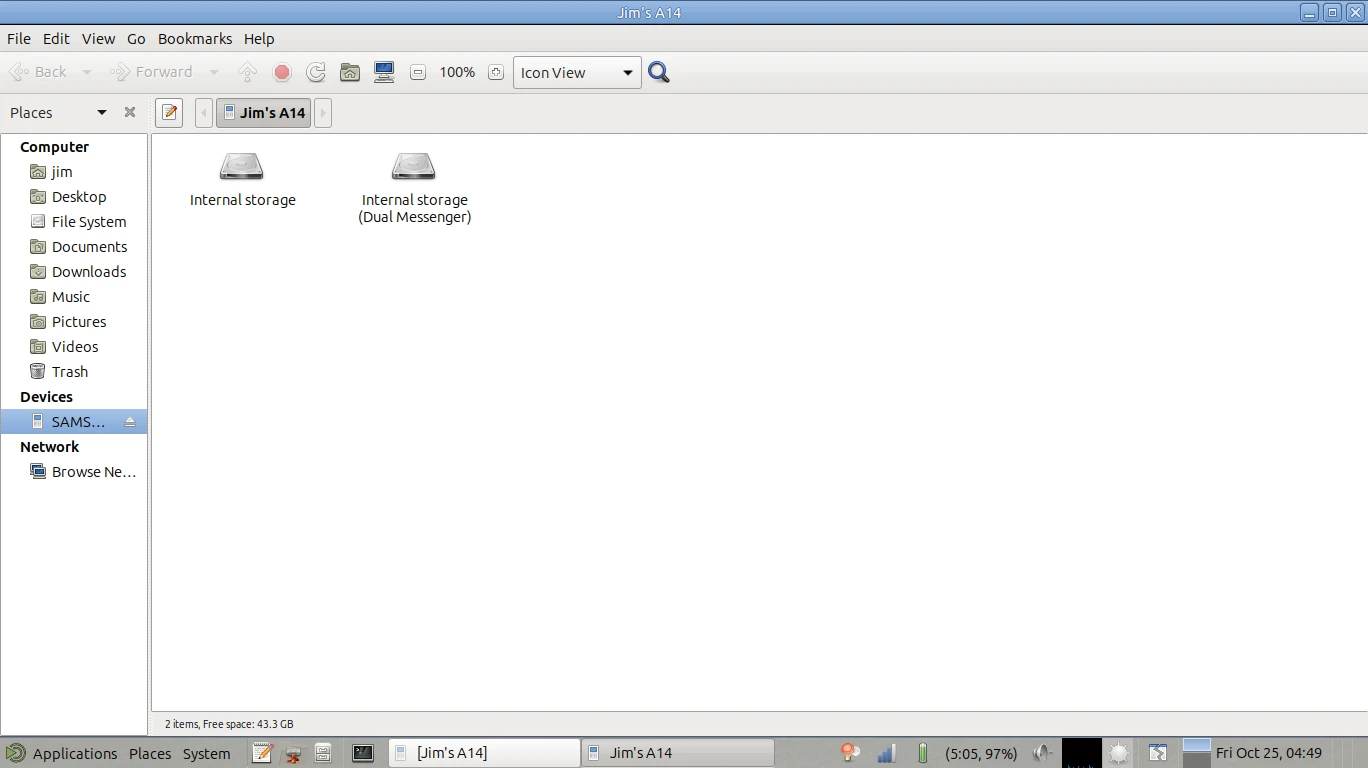 Jim's A14
File Edit View Go Bookmarks Help
Back Forward 100% Icon View
Places Jim's A14
Computer
jim
Desktop
File System
Documents
Downloads
Music
Pictures
Videos
Trash
Devices
SAMS...
Network
Browse Ne...
Internal storage
Internal storage
(Dual Messenger)
2 items, Free space: 43.3 GB
Applications Places System [Jim's A14] Jim's A14 (5:05, 97%) Fri Oct 25, 04:49